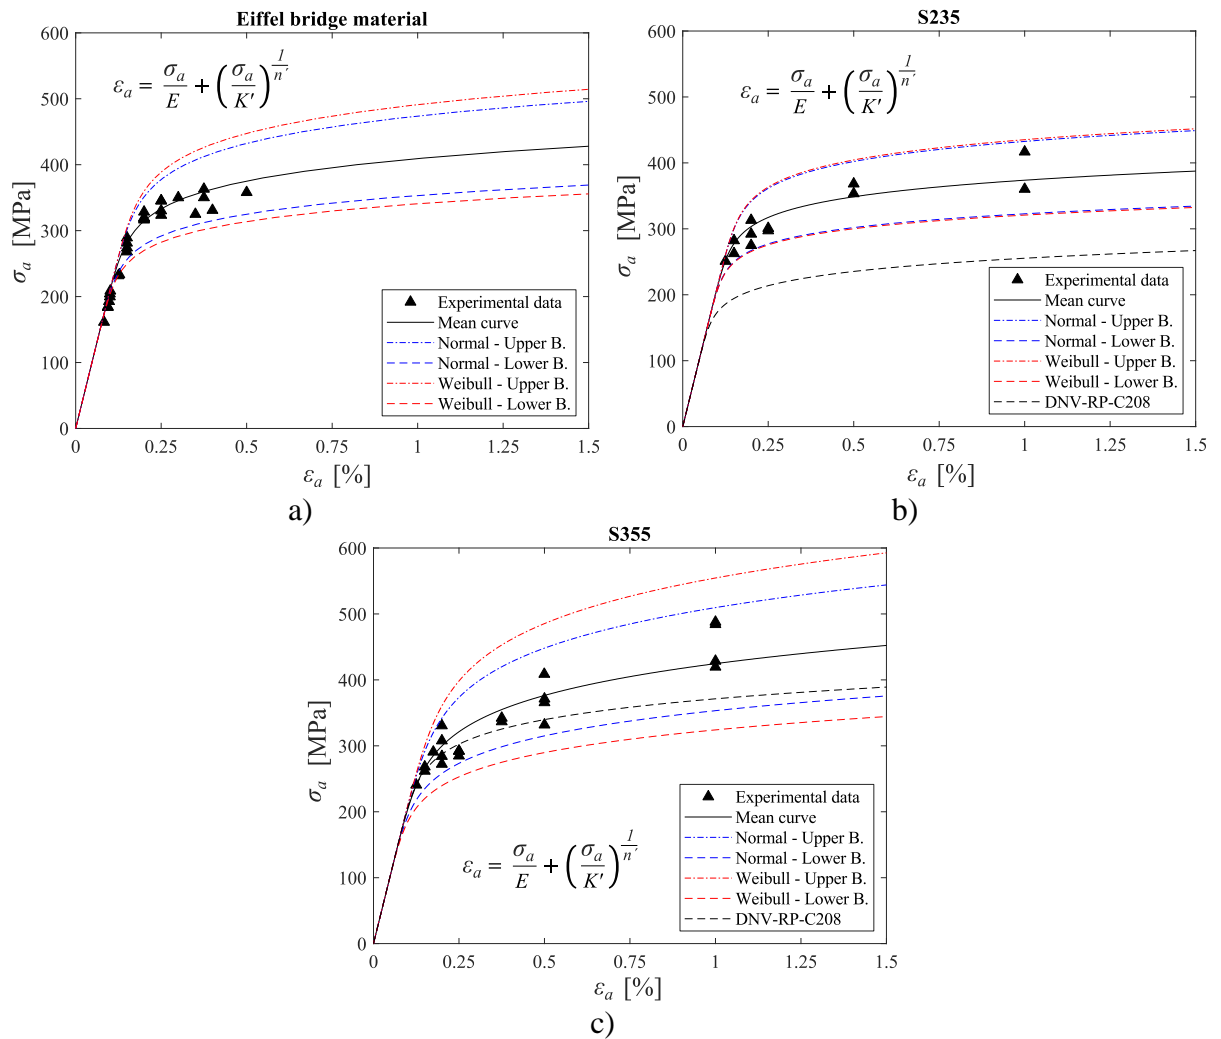 Eiffel bridge material
600
500
400
300
200
100
0
σa [MPa]
εa = σa/E + (σa/K′)^(1/n′)
Experimental data
Mean curve
Normal - Upper B.
Normal - Lower B.
Weibull - Upper B.
Weibull - Lower B.
0 0.25 0.5 0.75 1 1.25 1.5
εa [%]
a)
S235
600
500
400
300
200
100
0
σa [MPa]
εa = σa/E + (σa/K′)^(1/n′)
Experimental data
Mean curve
Normal - Upper B.
Normal - Lower B.
Weibull - Upper B.
Weibull - Lower B.
DNV-RP-C208
0 0.25 0.5 0.75 1 1.25 1.5
εa [%]
b)
S355
600
500
400
300
200
100
0
σa [MPa]
εa = σa/E + (σa/K′)^(1/n′)
Experimental data
Mean curve
Normal - Upper B.
Normal - Lower B.
Weibull - Upper B.
Weibull - Lower B.
DNV-RP-C208
0 0.25 0.5 0.75 1 1.25 1.5
εa [%]
c)